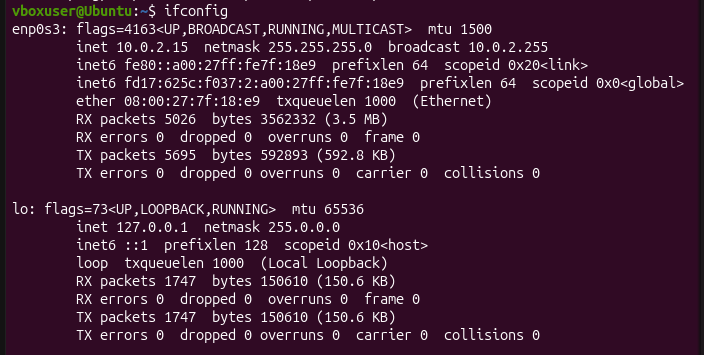 vboxuser@Ubuntu:~$ ifconfig
enp0s3: flags=4163<UP,BROADCAST,RUNNING,MULTICAST>  mtu 1500
        inet 10.0.2.15  netmask 255.255.255.0  broadcast 10.0.2.255
        inet6 fe80::a00:27ff:fe7f:18e9  prefixlen 64  scopeid 0x20<link>
        inet6 fd17:625c:f037:2:a00:27ff:fe7f:18e9  prefixlen 64  scopeid 0x0<global>
        ether 08:00:27:7f:18:e9  txqueuelen 1000  (Ethernet)
        RX packets 5026  bytes 3562332 (3.5 MB)
        RX errors 0  dropped 0  overruns 0  frame 0
        TX packets 5695  bytes 592893 (592.8 KB)
        TX errors 0  dropped 0 overruns 0  carrier 0  collisions 0

lo: flags=73<UP,LOOPBACK,RUNNING>  mtu 65536
        inet 127.0.0.1  netmask 255.0.0.0
        inet6 ::1  prefixlen 128  scopeid 0x10<host>
        loop  txqueuelen 1000  (Local Loopback)
        RX packets 1747  bytes 150610 (150.6 KB)
        RX errors 0  dropped 0  overruns 0  frame 0
        TX packets 1747  bytes 150610 (150.6 KB)
        TX errors 0  dropped 0 overruns 0  carrier 0  collisions 0